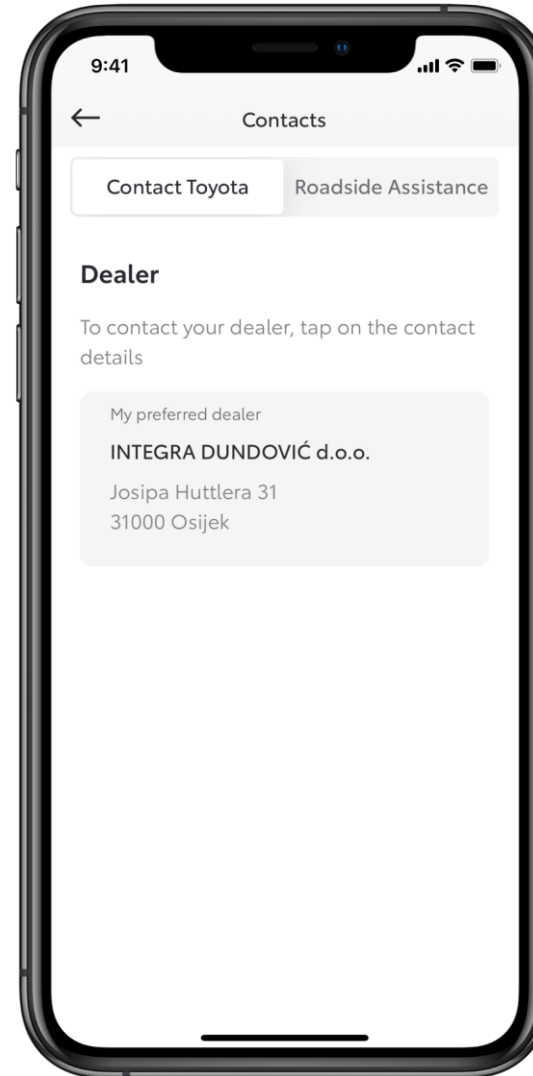 9:41
Contacts
Contact Toyota
Roadside Assistance
Dealer
To contact your dealer, tap on the contact
details
My preferred dealer
INTEGRA DUNDOVIĆ d.o.o.
Josipa Huttlera 31
31000 Osijek